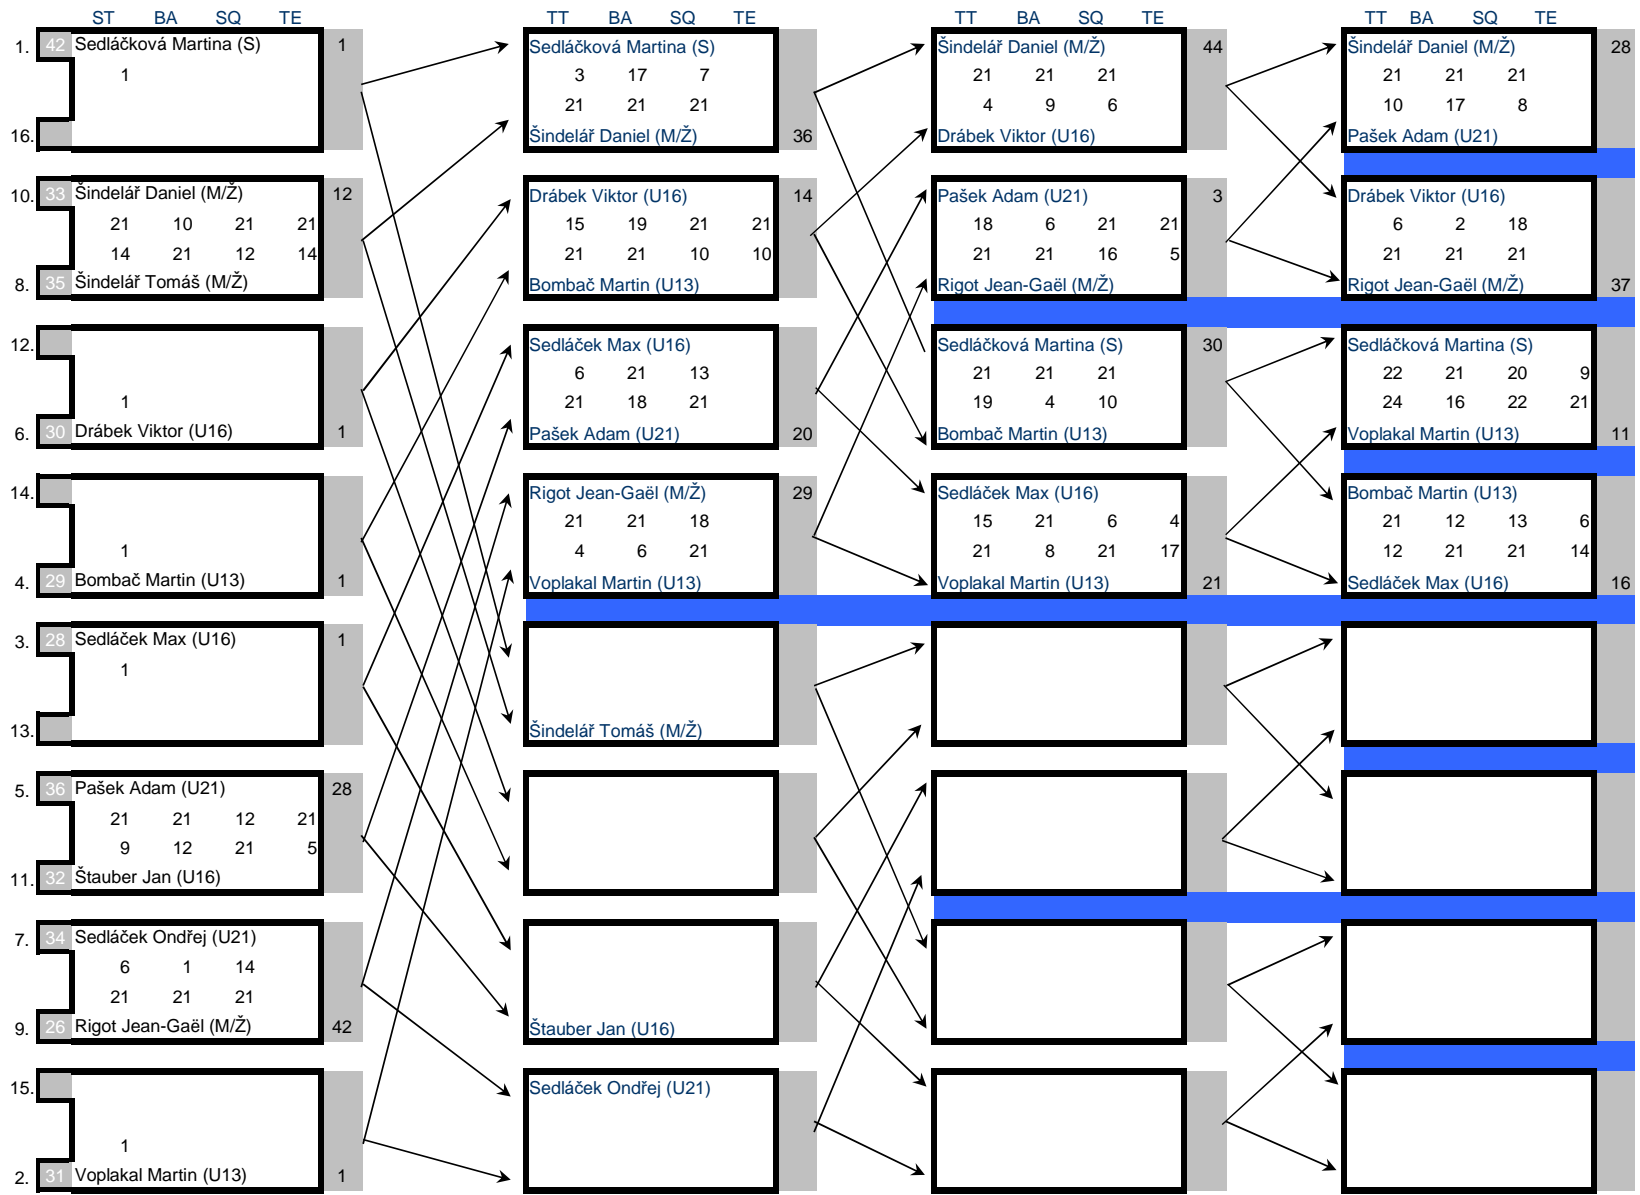 ST BA SQ TE
1. 42 Sedláčková Martina (S) 1
1
16.
10. 33 Šindelář Daniel (M/Ž) 12
21 10 21 21
14 21 12 14
8. 35 Šindelář Tomáš (M/Ž)
12.
1
6. 30 Drábek Viktor (U16) 1
14.
1
4. 29 Bombač Martin (U13) 1
3. 28 Sedláček Max (U16) 1
1
13.
5. 36 Pašek Adam (U21) 28
21 21 12 21
9 12 21 5
11. 32 Štauber Jan (U16)
7. 34 Sedláček Ondřej (U21)
6 1 14
21 21 21
9. 26 Rigot Jean-Gaël (M/Ž) 42
15.
1
2. 31 Voplakal Martin (U13) 1
TT BA SQ TE
Sedláčková Martina (S)
3 17 7
21 21 21
Šindelář Daniel (M/Ž) 36
Drábek Viktor (U16) 14
15 19 21 21
21 21 10 10
Bombač Martin (U13)
Sedláček Max (U16)
6 21 13
21 18 21
Pašek Adam (U21) 20
Rigot Jean-Gaël (M/Ž) 29
21 21 18
4 6 21
Voplakal Martin (U13)
Šindelář Tomáš (M/Ž)
Štauber Jan (U16)
Sedláček Ondřej (U21)
TT BA SQ TE
Šindelář Daniel (M/Ž) 44
21 21 21
4 9 6
Drábek Viktor (U16)
Pašek Adam (U21) 3
18 6 21 21
21 21 16 5
Rigot Jean-Gaël (M/Ž)
Sedláčková Martina (S) 30
21 21 21
19 4 10
Bombač Martin (U13)
Sedláček Max (U16)
15 21 6 4
21 8 21 17
Voplakal Martin (U13) 21
TT BA SQ TE
Šindelář Daniel (M/Ž) 28
21 21 21
10 17 8
Pašek Adam (U21)
Drábek Viktor (U16)
6 2 18
21 21 21
Rigot Jean-Gaël (M/Ž) 37
Sedláčková Martina (S)
22 21 20 9
24 16 22 21
Voplakal Martin (U13) 11
Bombač Martin (U13)
21 12 13 6
12 21 21 14
Sedláček Max (U16) 16